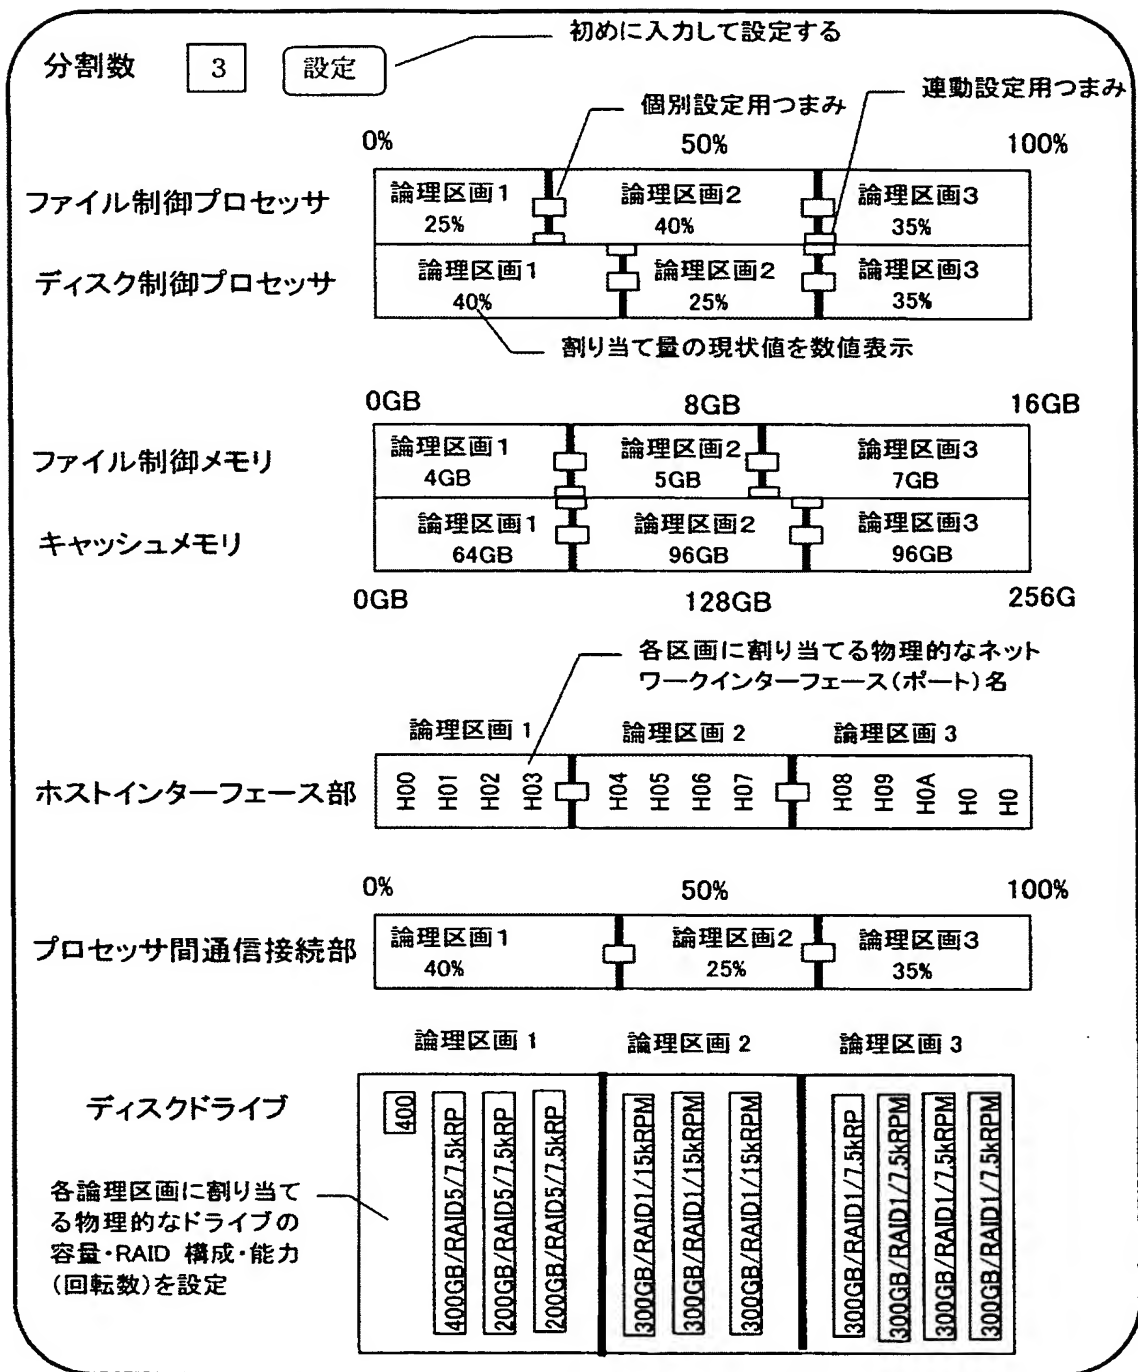 初めに入力して設定する
分割数 3 設定
連動設定用つまみ
個別設定用つまみ
0% 50% 100%
ファイル制御プロセッサ
論理区画1 論理区画2 論理区画3
25% 40% 35%
ディスク制御プロセッサ
論理区画1 論理区画2 論理区画3
40% 25% 35%
割り当て量の現状値を数値表示
0GB 8GB 16GB
ファイル制御メモリ
論理区画1 論理区画2 論理区画3
4GB 5GB 7GB
キャッシュメモリ
論理区画1 論理区画2 論理区画3
64GB 96GB 96GB
0GB 128GB 256G
各区画に割り当てる物理的なネット
ワークインターフェース(ポート)名
論理区画 1 論理区画 2 論理区画 3
ホストインターフェース部
H00 H01 H02 H03 H04 H05 H06 H07 H08 H09 H0A H0 H0
0% 50% 100%
プロセッサ間通信接続部
論理区画1 論理区画2 論理区画3
40% 25% 35%
論理区画 1 論理区画 2 論理区画 3
ディスクドライブ
400
400GB/RAID5/7.5kRP
200GB/RAID5/7.5kRP
200GB/RAID5/7.5kRP
300GB/RAID1/15kRPM
300GB/RAID1/15kRPM
300GB/RAID1/15kRPM
300GB/RAID1/7.5kRP
300GB/RAID1/7.5kRPM
300GB/RAID1/7.5kRPM
300GB/RAID1/7.5kRPM
各論理区画に割り当て
る物理的なドライブの
容量・RAID 構成・能力
(回転数)を設定